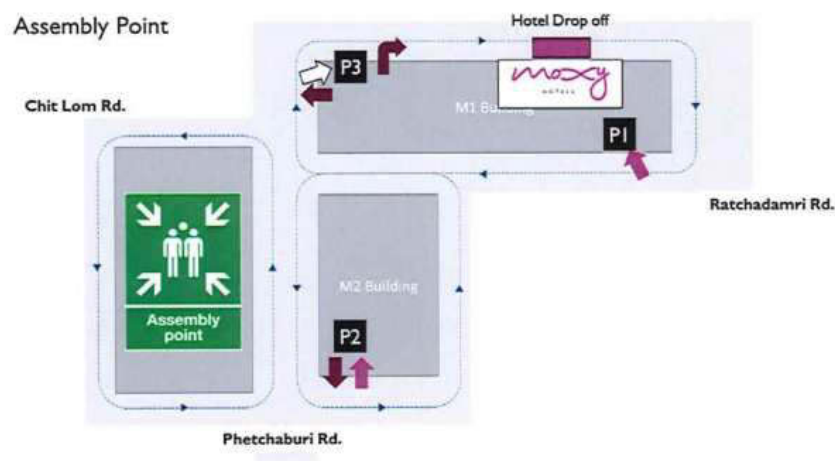 Assembly Point
Hotel Drop off
P3
moxy
HOTELS
M1 Building
Chit Lom Rd.
P1
Ratchadamri Rd.
M2 Building
Assembly
point
P2
Phetchaburi Rd.